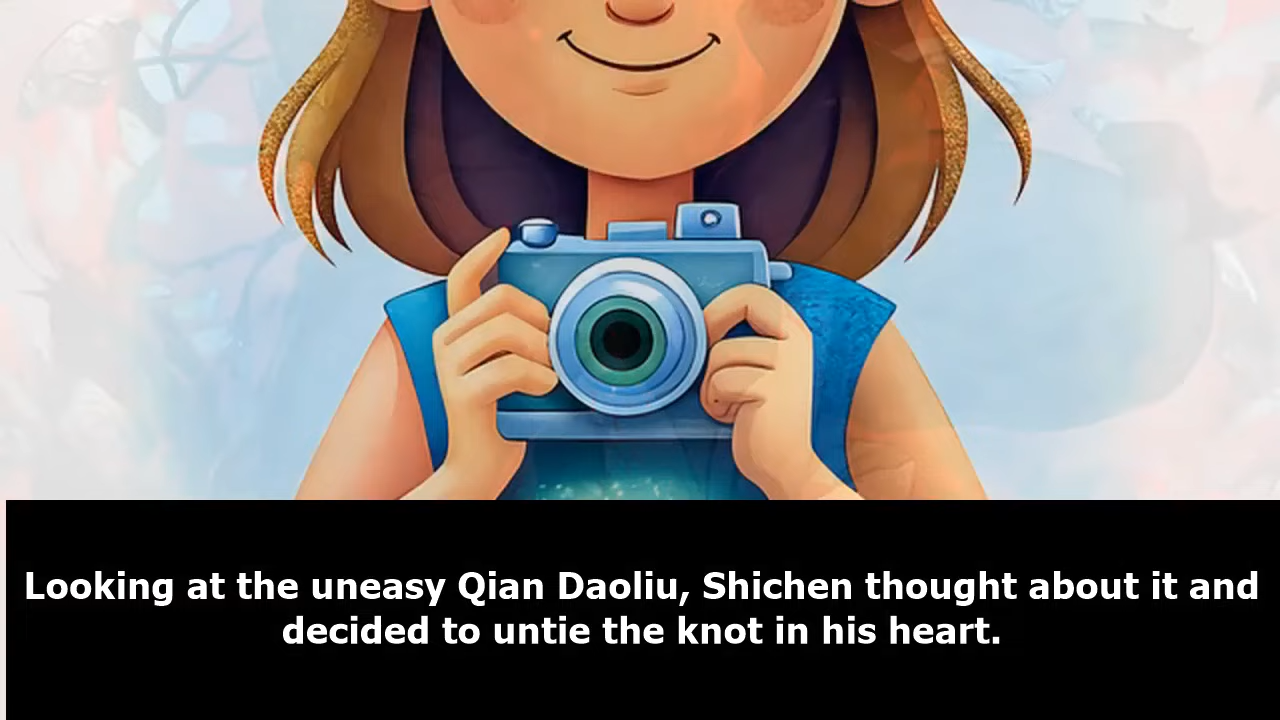 Looking at the uneasy Qian Daoliu, Shichen thought about it and
decided to untie the knot in his heart.